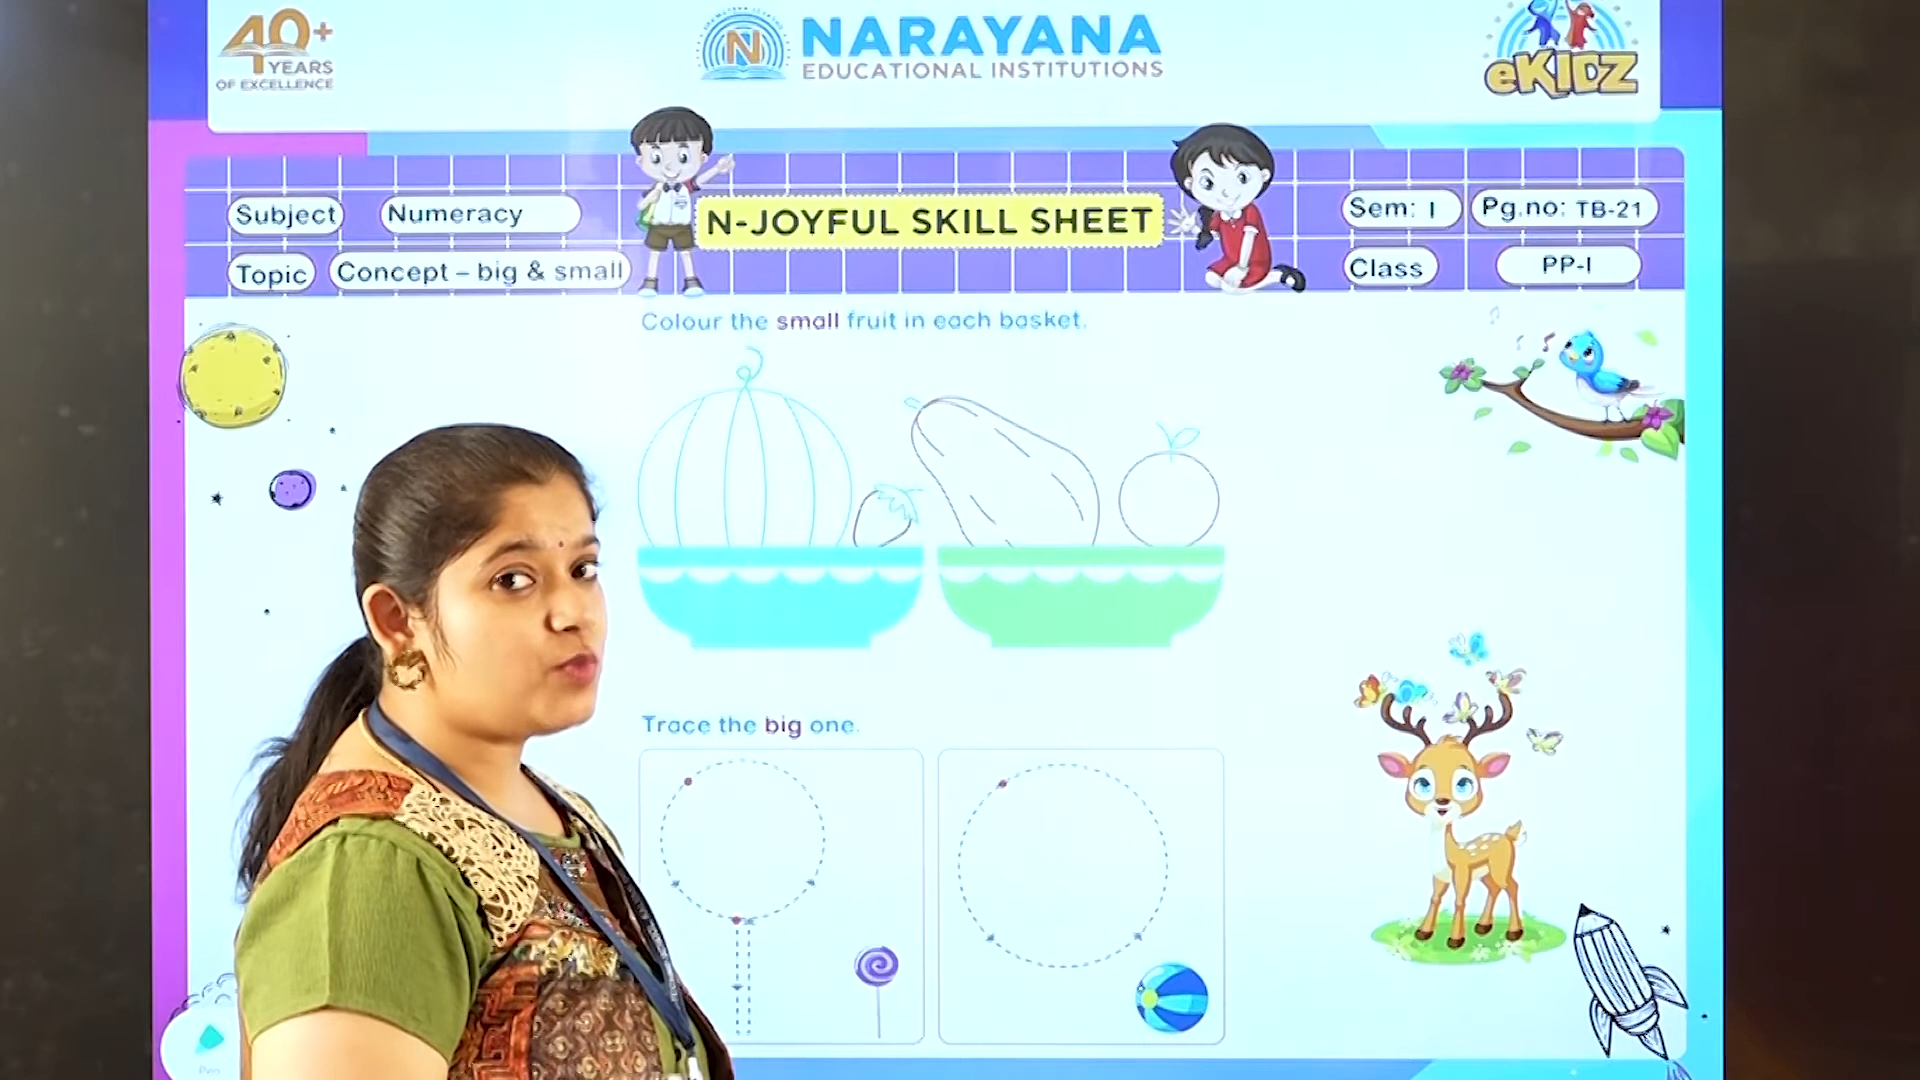 40+
YEARS
OF EXCELLENCE
N
NARAYANA
EDUCATIONAL INSTITUTIONS
eKIDZ
Subject
Numeracy
N-JOYFUL SKILL SHEET
Sem: I
Pg.no: TB-21
Topic
Concept – big & small
Class
PP-I
Colour the small fruit in each basket.
Trace the big one.
Pen